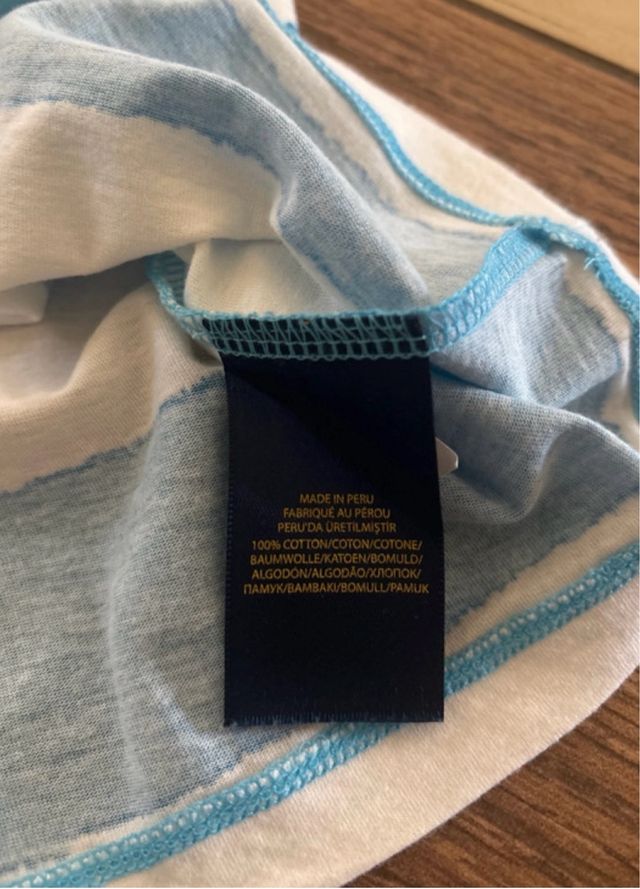 MADE IN PERU
FABRIQUÉ AU PÉROU
PERU'DA ÜRETİLMİŞTİR
100% COTTON/COTON/COTONE/
BAUMWOLLE/KATOEN/BOMULD/
ALGODÓN/ALGODÃO/ХЛОПОК/
ПАМУК/BAMBAKI/BOMULL/PAMUK